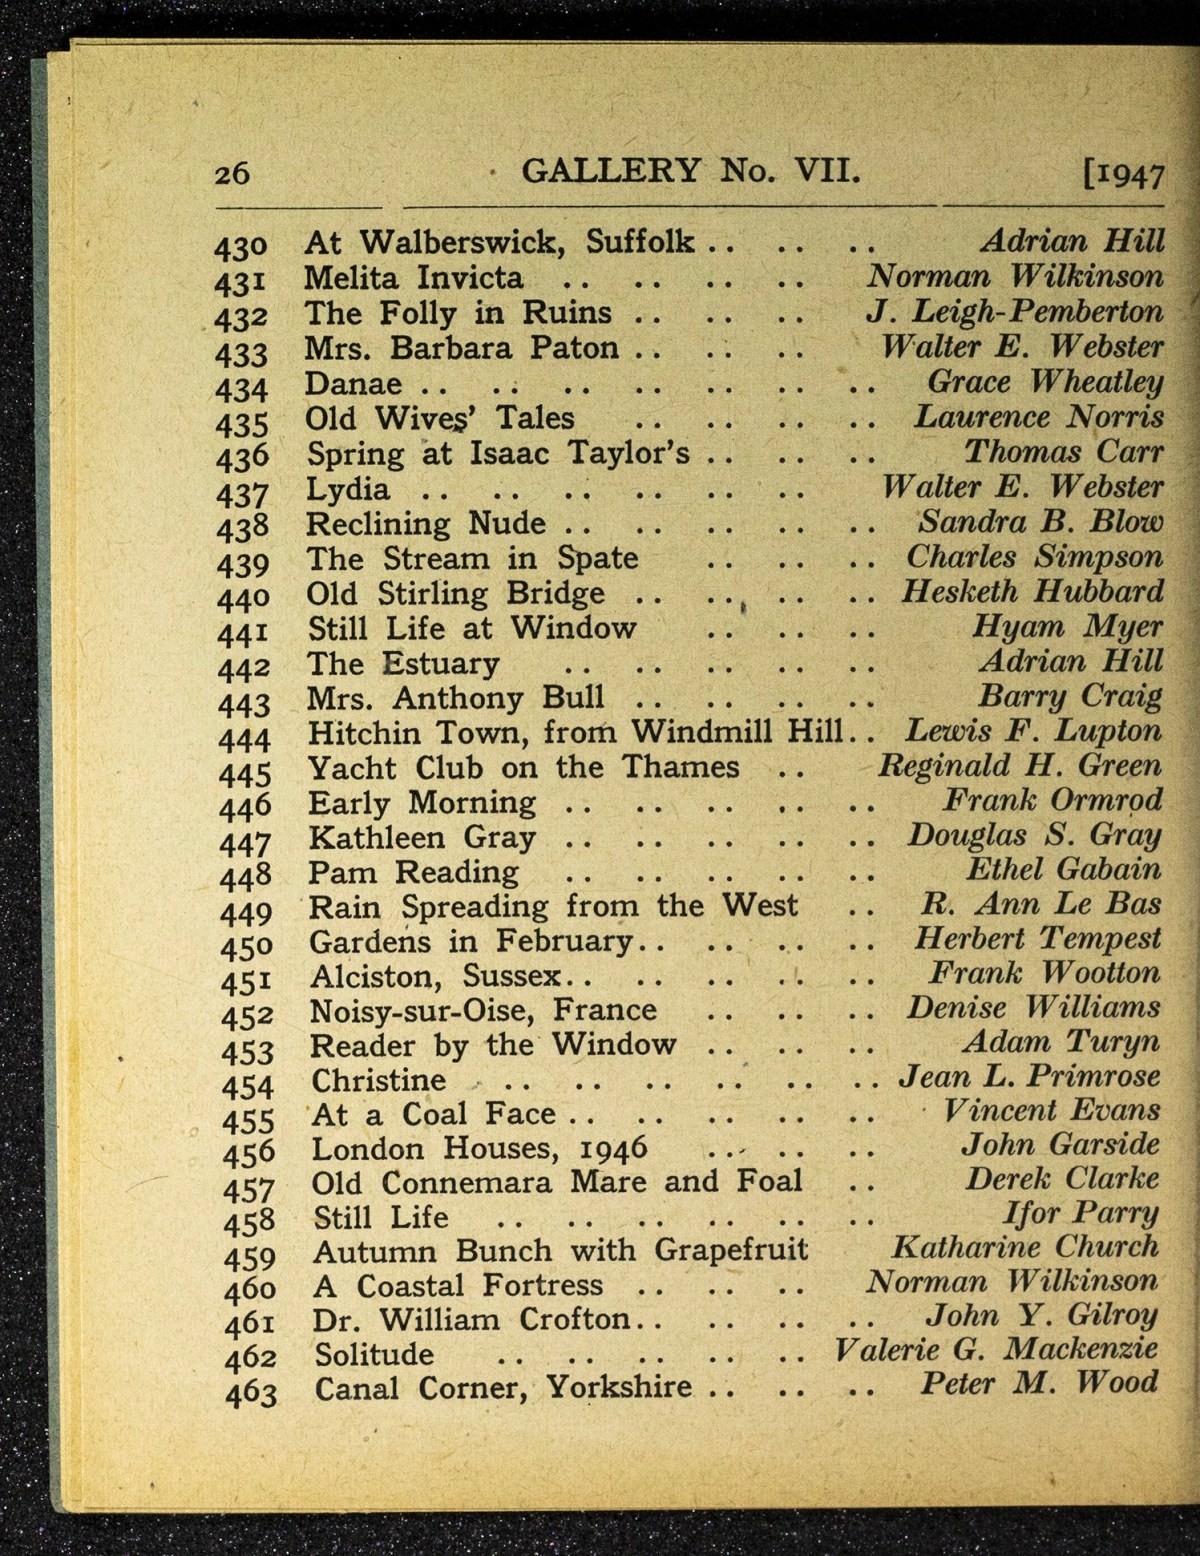 26 GALLERY No. VII. [1947
430 At Walberswick, Suffolk .. .. .. Adrian Hill
431 Melita Invicta .. .. .. .. Norman Wilkinson
432 The Folly in Ruins .. .. .. J. Leigh-Pemberton
433 Mrs. Barbara Paton .. .. .. Walter E. Webster
434 Danae .. .. .. .. .. .. .. Grace Wheatley
435 Old Wives' Tales .. .. .. .. Laurence Norris
436 Spring at Isaac Taylor's .. .. .. Thomas Carr
437 Lydia .. .. .. .. .. .. Walter E. Webster
438 Reclining Nude .. .. .. .. .. Sandra B. Blow
439 The Stream in Spate .. .. .. Charles Simpson
440 Old Stirling Bridge .. .. .. .. Hesketh Hubbard
441 Still Life at Window .. .. .. Hyam Myer
442 The Estuary .. .. .. .. .. Adrian Hill
443 Mrs. Anthony Bull .. .. .. .. Barry Craig
444 Hitchin Town, from Windmill Hill .. Lewis F. Lupton
445 Yacht Club on the Thames .. Reginald H. Green
446 Early Morning .. .. .. .. .. Frank Ormrod
447 Kathleen Gray .. .. .. .. .. Douglas S. Gray
448 Pam Reading .. .. .. .. .. Ethel Gabain
449 Rain Spreading from the West .. R. Ann Le Bas
450 Gardens in February .. .. .. .. Herbert Tempest
451 Alciston, Sussex .. .. .. .. .. Frank Wootton
452 Noisy-sur-Oise, France .. .. .. Denise Williams
453 Reader by the Window .. .. .. Adam Turyn
454 Christine .. .. .. .. .. .. Jean L. Primrose
455 At a Coal Face .. .. .. .. .. Vincent Evans
456 London Houses, 1946 .. .. .. John Garside
457 Old Connemara Mare and Foal .. Derek Clarke
458 Still Life .. .. .. .. .. .. Ifor Parry
459 Autumn Bunch with Grapefruit Katharine Church
460 A Coastal Fortress .. .. .. Norman Wilkinson
461 Dr. William Crofton .. .. .. .. John Y. Gilroy
462 Solitude .. .. .. .. .. Valerie G. Mackenzie
463 Canal Corner, Yorkshire .. .. .. Peter M. Wood